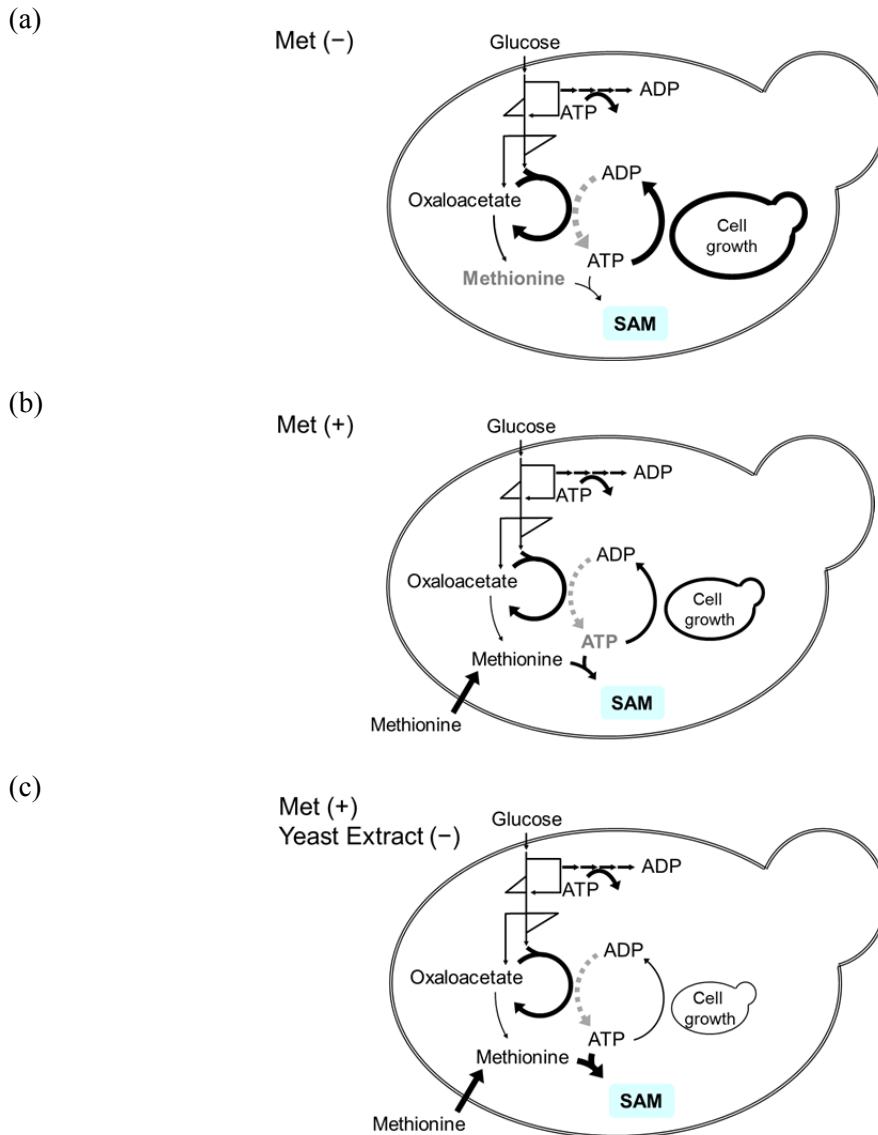 (a)
Met (−)
Glucose
ADP
ATP
ADP
Oxaloacetate
Cell
growth
ATP
Methionine
SAM
(b)
Met (+)
Glucose
ADP
ATP
ADP
Oxaloacetate
Cell
growth
ATP
Methionine
SAM
Methionine
(c)
Met (+)
Yeast Extract (−)
Glucose
ADP
ATP
ADP
Oxaloacetate
Cell
growth
ATP
Methionine
SAM
Methionine